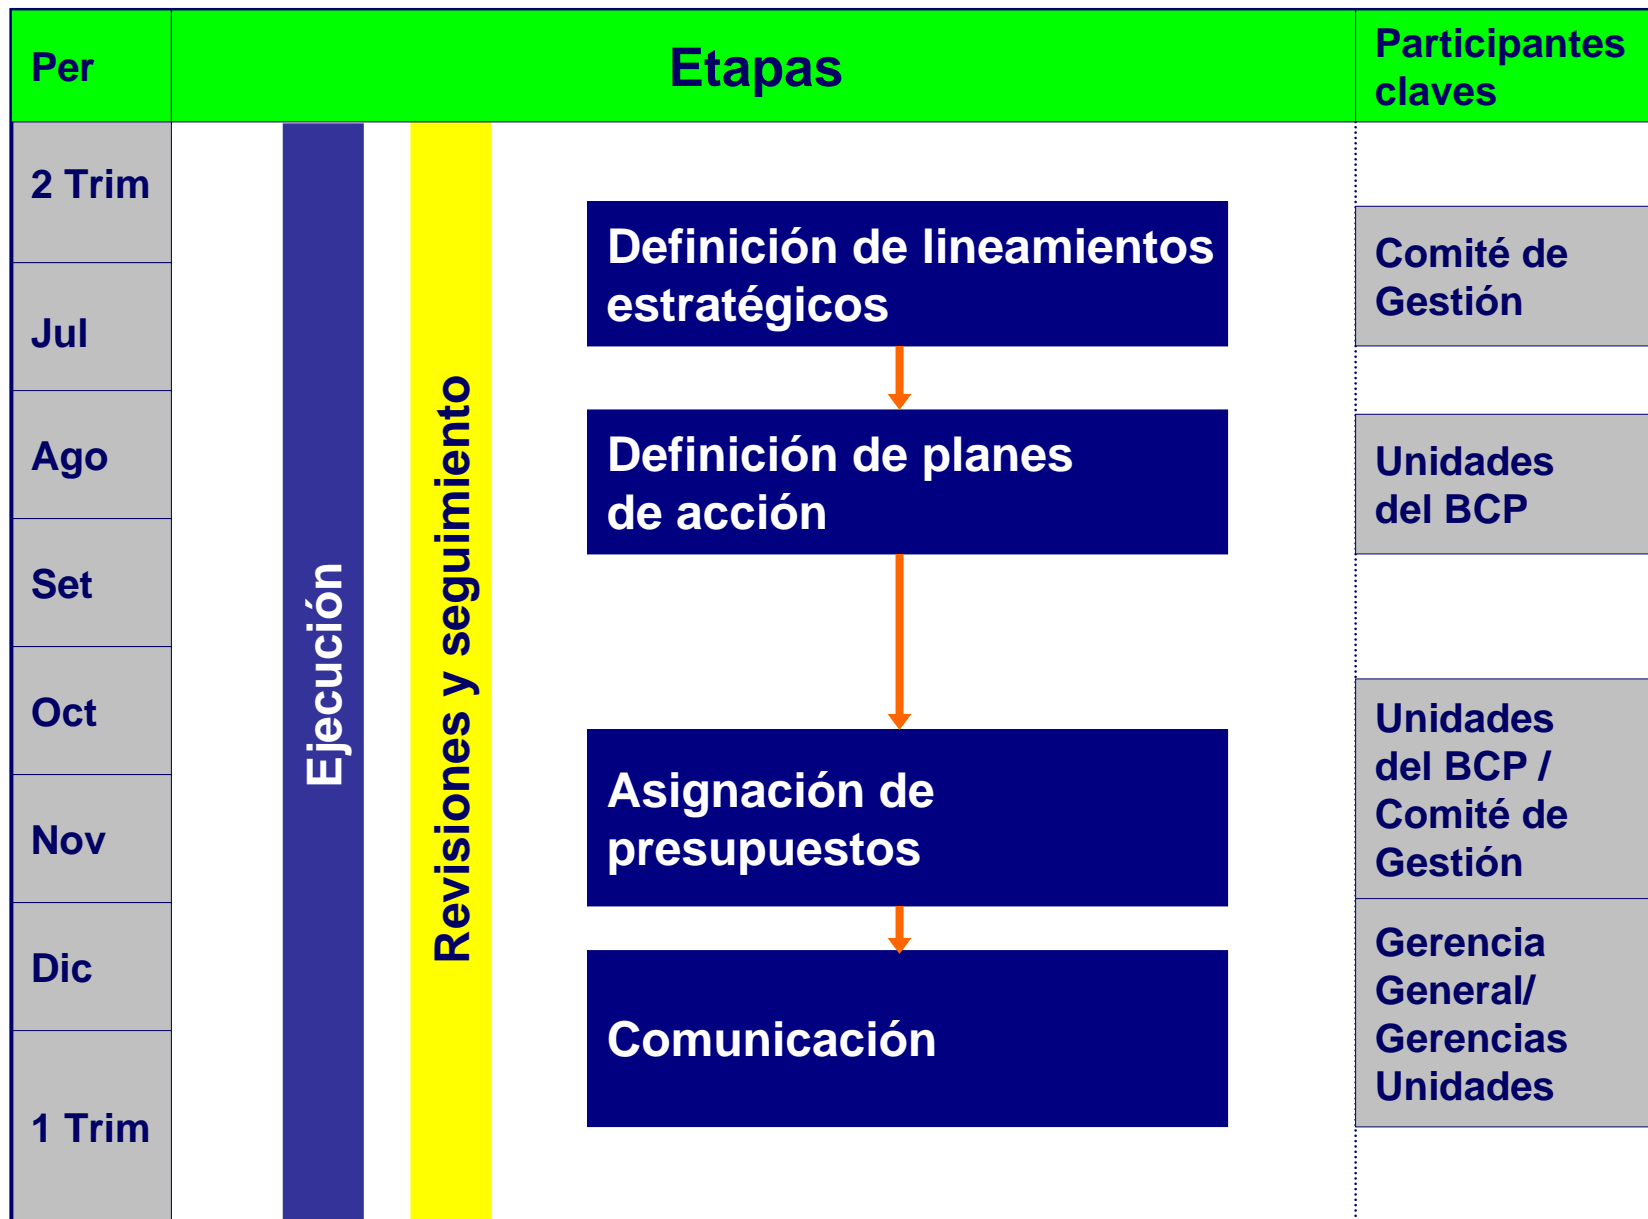 Per
Etapas
Participantes
claves
2 Trim
Jul
Ago
Set
Oct
Nov
Dic
1 Trim
Ejecución
Revisiones y seguimiento
Definición de lineamientos
estratégicos
Definición de planes
de acción
Asignación de
presupuestos
Comunicación
Comité de
Gestión
Unidades
del BCP
Unidades
del BCP /
Comité de
Gestión
Gerencia
General/
Gerencias
Unidades